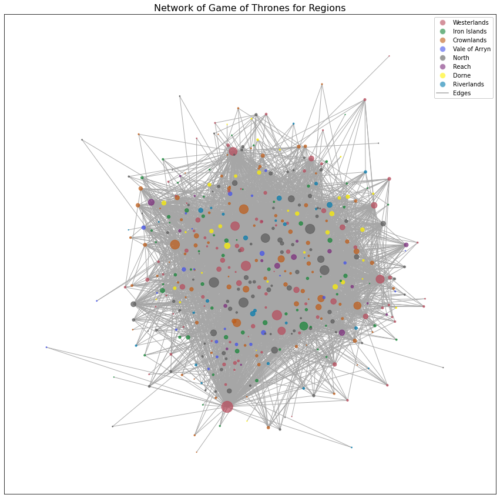 Network of Game of Thrones for Regions
Westerlands
Iron Islands
Crownlands
Vale of Arryn
North
Reach
Dorne
Riverlands
Edges